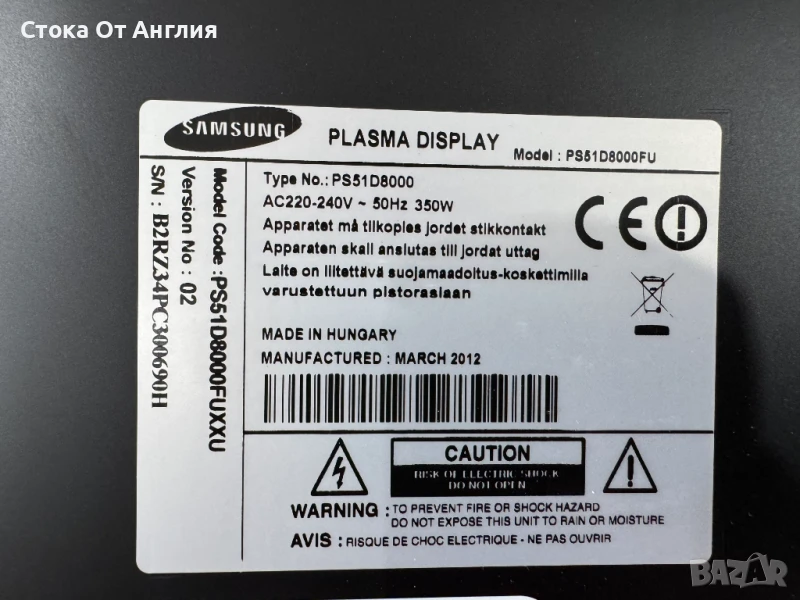 Стока От Англия
SAMSUNG
PLASMA DISPLAY
Model : PS51D8000FU
Type No.: PS51D8000
AC220-240V ~ 50Hz 350W
Apparatet må tilkoples jordet stikkontakt
Apparaten skall anslutas till jordat uttag
Laite on liitettävä suojamaadoitus-koskettimilla
varustettuun pistorasiaan
MADE IN HUNGARY
MANUFACTURED : MARCH 2012
Model Code : PS51D8000FUXXU
Version No : 02
S/N : B2RZ34PC300690H
CAUTION
RISK OF ELECTRIC SHOCK
DO NOT OPEN
WARNING : TO PREVENT FIRE OR SHOCK HAZARD
DO NOT EXPOSE THIS UNIT TO RAIN OR MOISTURE
AVIS : RISQUE DE CHOC ELECTRIQUE - NE PAS OUVRIR
BAZAR